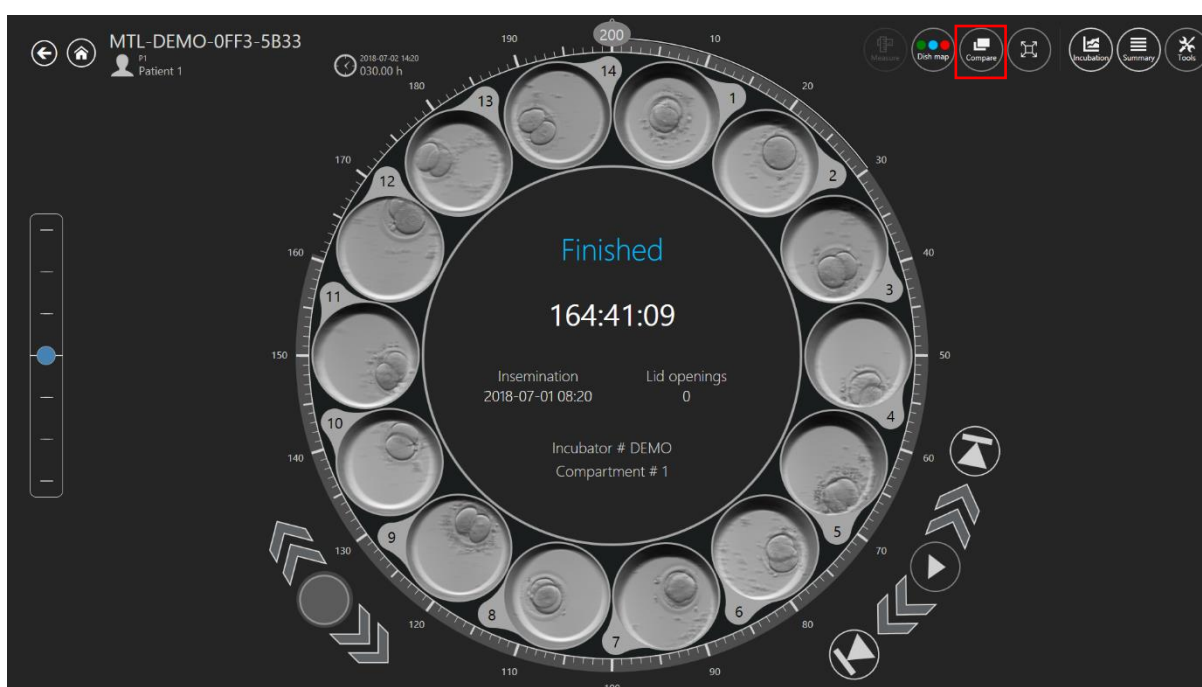 MTL-DEMO-0FF3-5B33
P1
Patient 1
2018-07-02 14:20
030.00 h
Measure
Dish map
Compare
Incubation
Summary
Tools
200
10
20
30
40
50
60
70
80
90
100
110
120
130
140
150
160
170
180
190
1
2
3
4
5
6
7
8
9
10
11
12
13
14
Finished
164:41:09
Insemination
Lid openings
2018-07-01 08:20
0
Incubator # DEMO
Compartment # 1